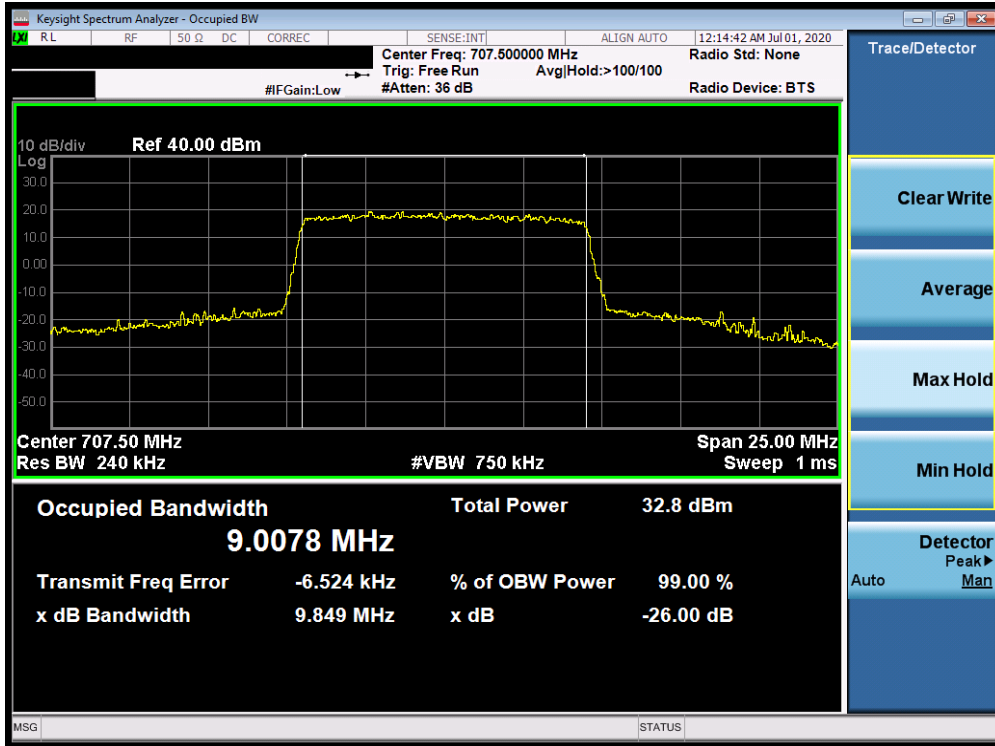 Keysight Spectrum Analyzer - Occupied BW
LXI RL RF 50 Ω DC CORREC SENSE:INT ALIGN AUTO 12:14:42 AM Jul 01, 2020
Center Freq: 707.500000 MHz Radio Std: None
Trig: Free Run Avg|Hold:>100/100
#IFGain:Low #Atten: 36 dB Radio Device: BTS
10 dB/div Ref 40.00 dBm
Log
30.0
20.0
10.0
0.00
-10.0
-20.0
-30.0
-40.0
-50.0
Center 707.50 MHz Span 25.00 MHz
Res BW 240 kHz #VBW 750 kHz Sweep 1 ms
Occupied Bandwidth Total Power 32.8 dBm
9.0078 MHz
Transmit Freq Error -6.524 kHz % of OBW Power 99.00 %
x dB Bandwidth 9.849 MHz x dB -26.00 dB
MSG STATUS
Trace/Detector
Clear Write
Average
Max Hold
Min Hold
Detector
Peak▶
Auto Man